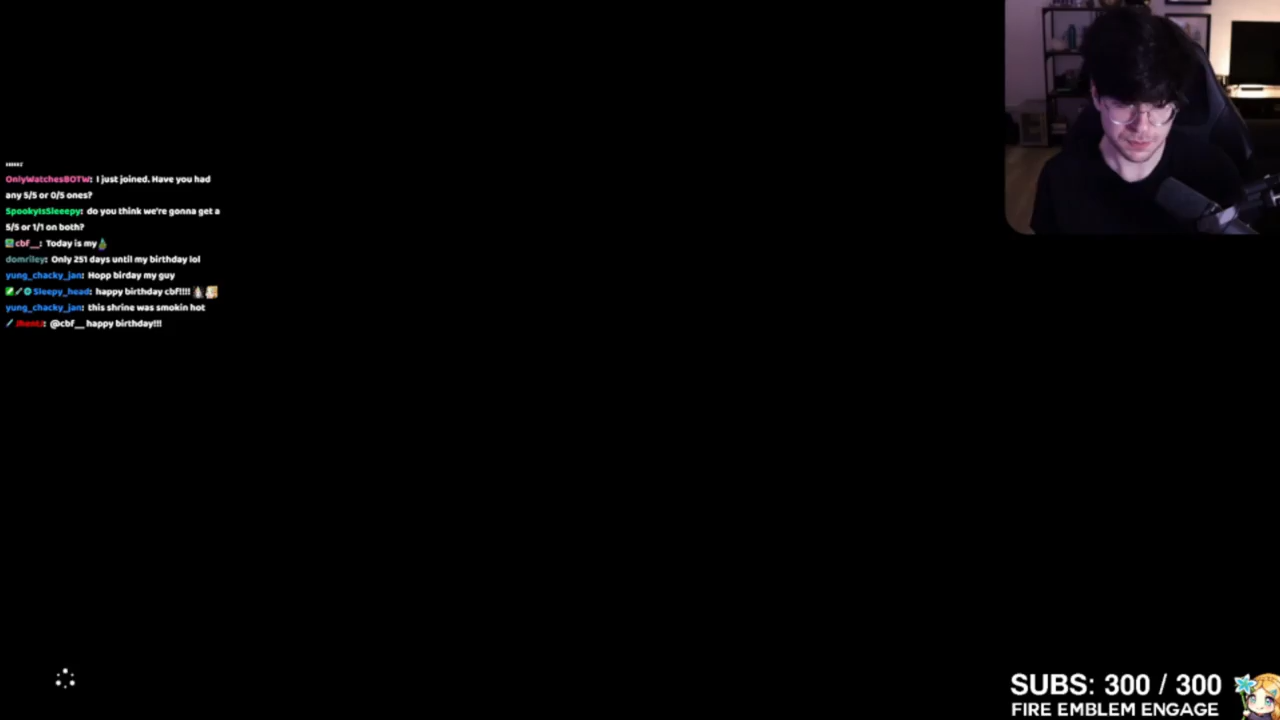 OnlyWatchesBOTW: I just joined. Have you had
any 5/5 or 0/5 ones?
SpookyIsSleeepy: do you think we're gonna get a
5/5 or 1/1 on both?
cbf__: Today is my
domriley: Only 251 days until my birthday lol
yung_chacky_jan: Hopp birday my guy
Sleepy_head: happy birthday cbf!!!!
yung_chacky_jan: this shrine was smokin hot
@cbf__ happy birthday!!!
SUBS: 300 / 300
FIRE EMBLEM ENGAGE